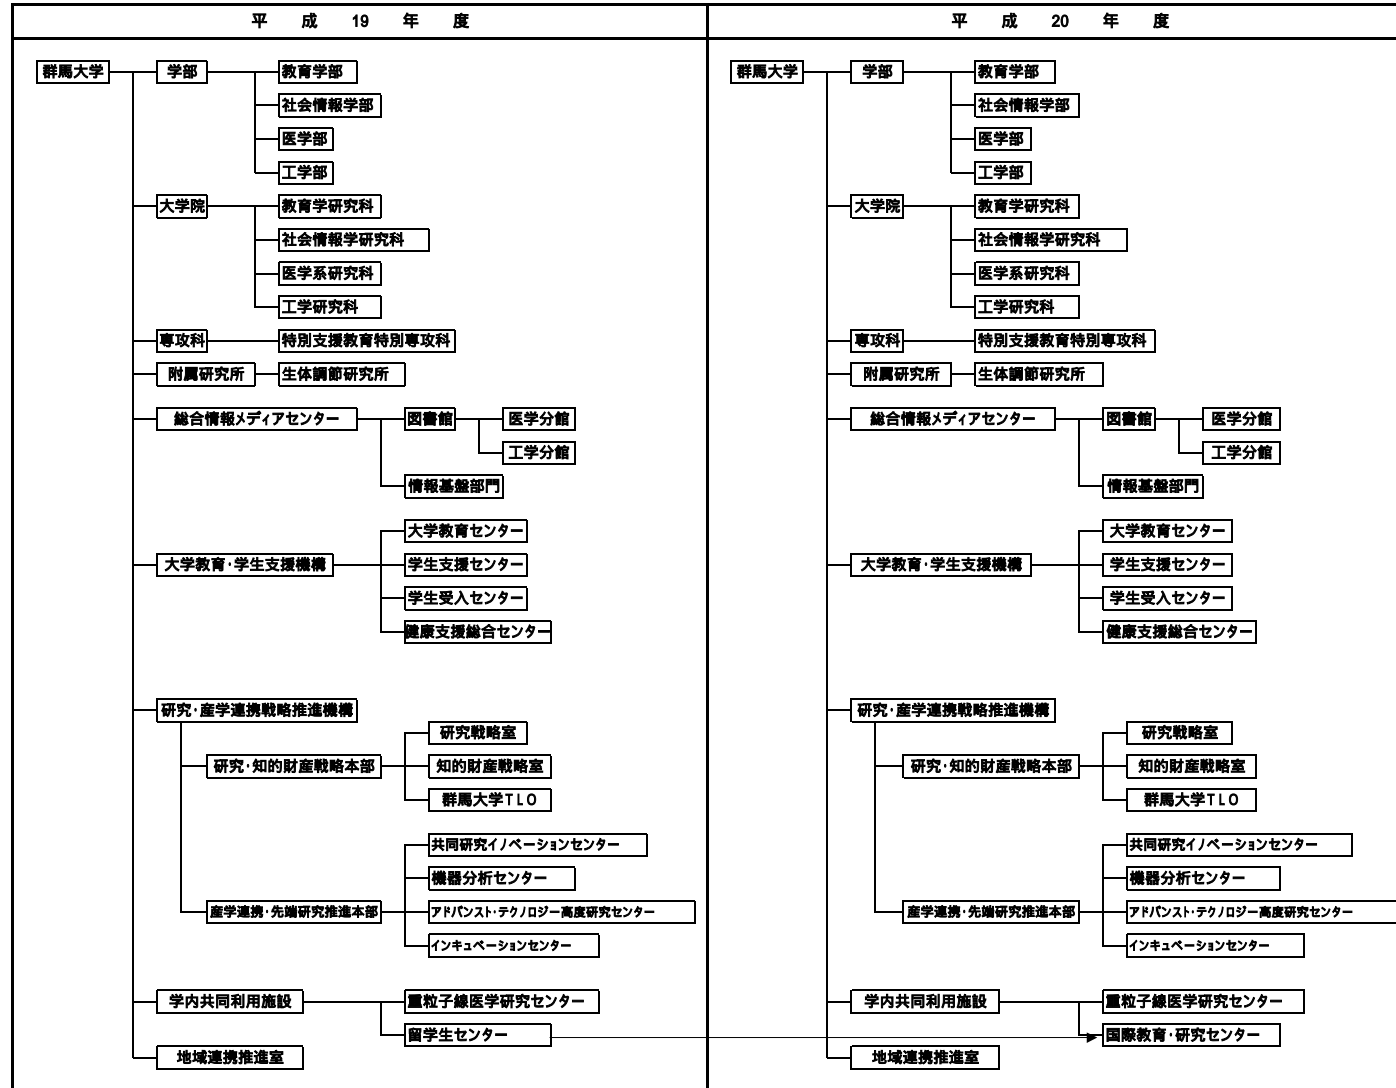 平 成 19 年 度
群馬大学 学部 教育学部
社会情報学部
医学部
工学部
大学院 教育学研究科
社会情報学研究科
医学系研究科
工学研究科
専攻科 特別支援教育特別専攻科
附属研究所 生体調節研究所
総合情報メディアセンター 図書館 医学分館
工学分館
情報基盤部門
大学教育センター
大学教育・学生支援機構 学生支援センター
学生受入センター
健康支援総合センター
研究・産学連携戦略推進機構
研究戦略室
研究・知的財産戦略本部 知的財産戦略室
群馬大学TLO
共同研究イノベーションセンター
機器分析センター
産学連携・先端研究推進本部 アドバンスト・テクノロジー高度研究センター
インキュベーションセンター
学内共同利用施設 重粒子線医学研究センター
留学生センター
地域連携推進室
平 成 20 年 度
群馬大学 学部 教育学部
社会情報学部
医学部
工学部
大学院 教育学研究科
社会情報学研究科
医学系研究科
工学研究科
専攻科 特別支援教育特別専攻科
附属研究所 生体調節研究所
総合情報メディアセンター 図書館 医学分館
工学分館
情報基盤部門
大学教育センター
大学教育・学生支援機構 学生支援センター
学生受入センター
健康支援総合センター
研究・産学連携戦略推進機構
研究戦略室
研究・知的財産戦略本部 知的財産戦略室
群馬大学TLO
共同研究イノベーションセンター
機器分析センター
産学連携・先端研究推進本部 アドバンスト・テクノロジー高度研究センター
インキュベーションセンター
学内共同利用施設 重粒子線医学研究センター
国際教育・研究センター
地域連携推進室